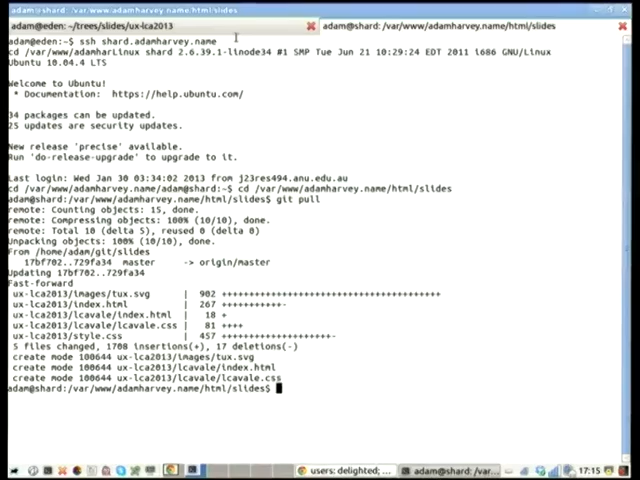 adam@shard: /var/www/adamharvey.name/html/slides
adam@eden: ~/trees/slides/ux-lca2013
adam@shard: /var/www/adamharvey.name/html/slides
adam@eden:~$ ssh shard.adamharvey.name
cd /var/www/adamharLinux shard 2.6.39.1-linode34 #1 SMP Tue Jun 21 10:29:24 EDT 2011 i686 GNU/Linux
Ubuntu 10.04.4 LTS
Welcome to Ubuntu!
* Documentation: https://help.ubuntu.com/
34 packages can be updated.
25 updates are security updates.
New release 'precise' available.
Run 'do-release-upgrade' to upgrade to it.
Last login: Wed Jan 30 03:34:02 2013 from j23res494.anu.edu.au
cd /var/www/adamharvey.name/adam@shard:~$ cd /var/www/adamharvey.name/html/slides
adam@shard:/var/www/adamharvey.name/html/slides$ git pull
remote: Counting objects: 15, done.
remote: Compressing objects: 100% (10/10), done.
remote: Total 10 (delta 5), reused 0 (delta 0)
Unpacking objects: 100% (10/10), done.
From /home/adam/git/slides
17bf702..729fa34 master -> origin/master
Updating 17bf702..729fa34
Fast-forward
ux-lca2013/images/tux.svg | 902 ++++++++++++++++++++++++++++++++++++++++++++++
ux-lca2013/index.html | 267 +++++++++++++-
ux-lca2013/lcavale/index.html | 18 +
ux-lca2013/lcavale/lcavale.css | 81 ++++
ux-lca2013/style.css | 457 +++++++++++++++++++++++-
5 files changed, 1708 insertions(+), 17 deletions(-)
create mode 100644 ux-lca2013/images/tux.svg
create mode 100644 ux-lca2013/lcavale/index.html
create mode 100644 ux-lca2013/lcavale/lcavale.css
adam@shard:/var/www/adamharvey.name/html/slides$
users: delighted; ...
adam@shard: /var...
17:15